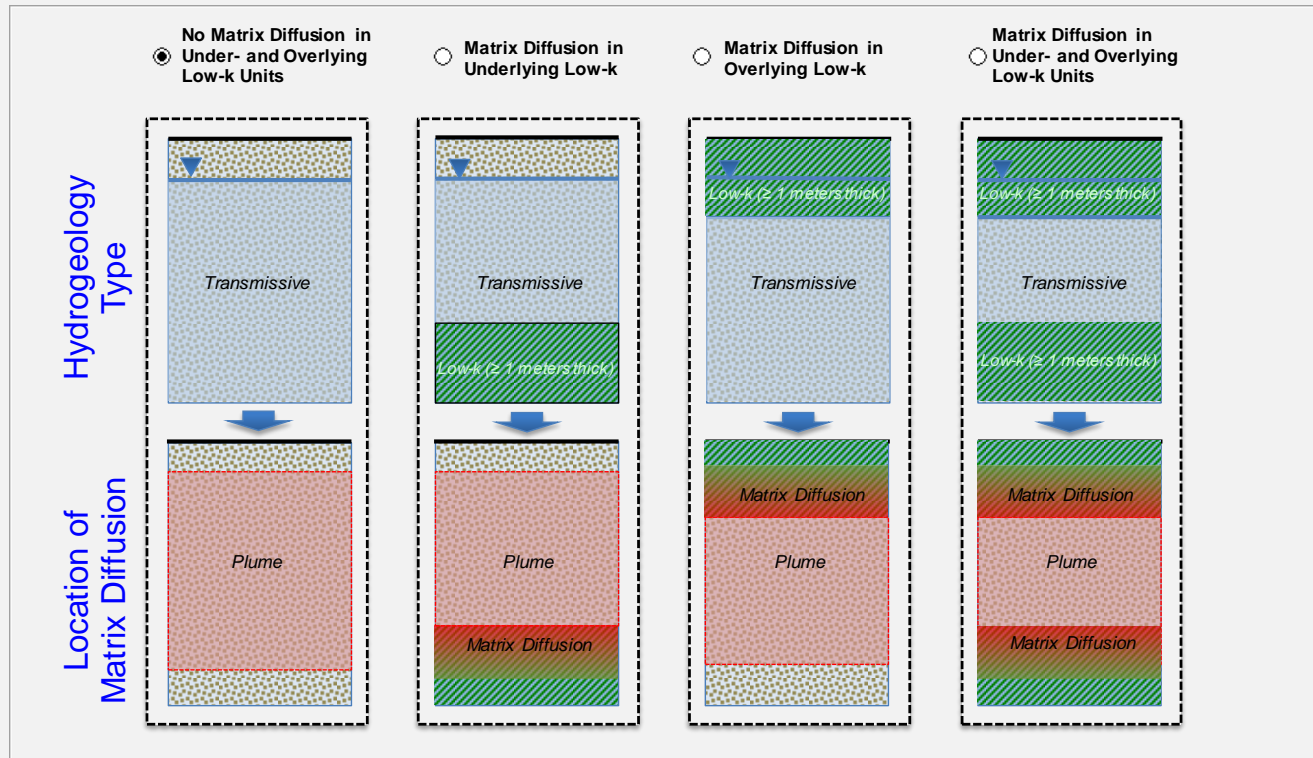 No Matrix Diffusion in
Under- and Overlying
Low-k Units
Matrix Diffusion in
Underlying Low-k
Matrix Diffusion in
Overlying Low-k
Matrix Diffusion in
Under- and Overlying
Low-k Units
Hydrogeology
Type
Transmissive
Transmissive
Low-k (≥ 1 meters thick)
Low-k (≥ 1 meters thick)
Transmissive
Low-k (≥ 1 meters thick)
Transmissive
Low-k (≥ 1 meters thick)
Location of
Matrix Diffusion
Plume
Plume
Matrix Diffusion
Matrix Diffusion
Plume
Matrix Diffusion
Plume
Matrix Diffusion